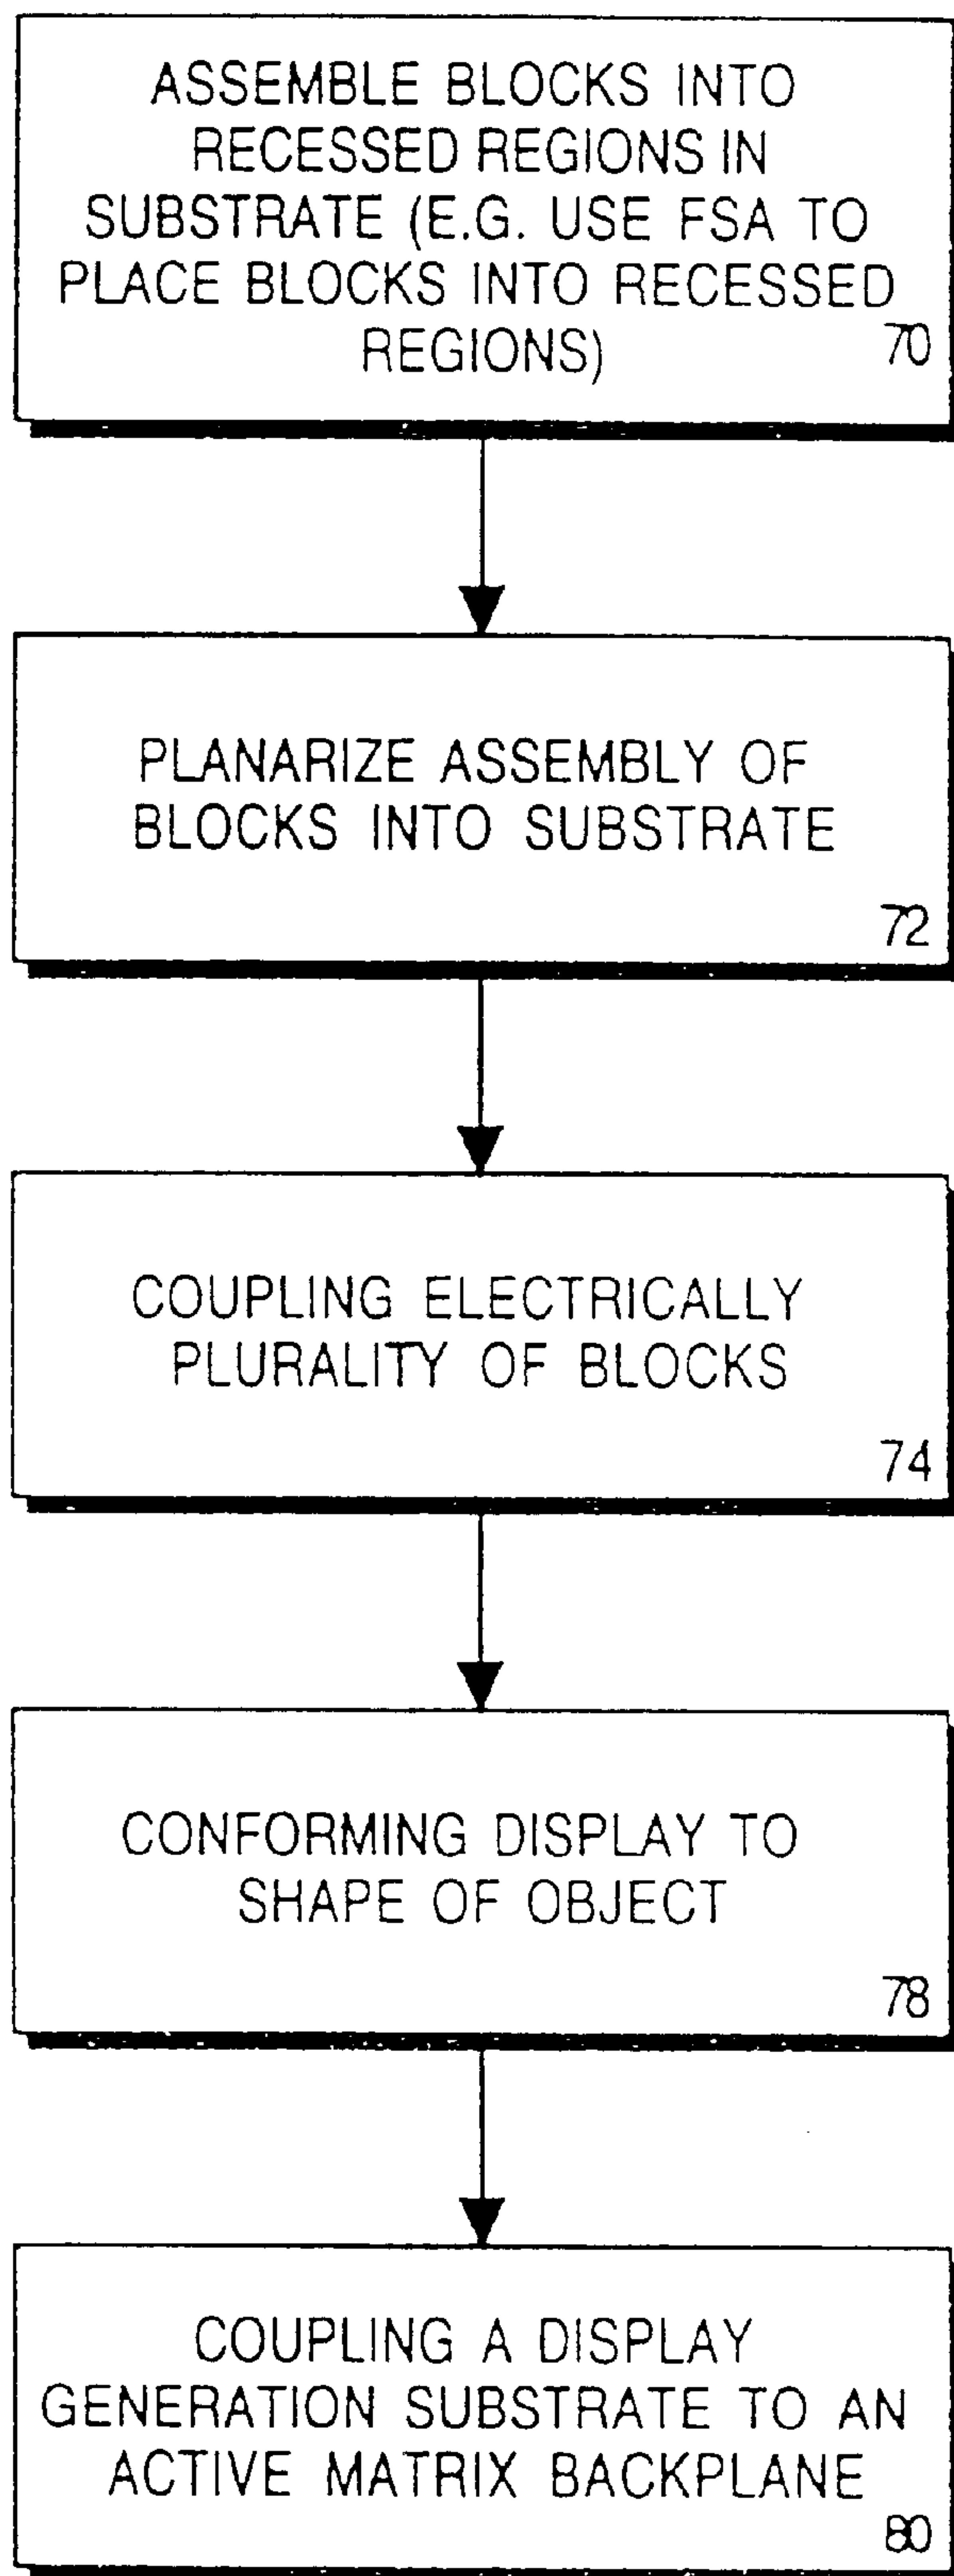 ASSEMBLE BLOCKS INTO
RECESSED REGIONS IN
SUBSTRATE (E.G. USE FSA TO
PLACE BLOCKS INTO RECESSED
REGIONS)
70
PLANARIZE ASSEMBLY OF
BLOCKS INTO SUBSTRATE
72
COUPLING ELECTRICALLY
PLURALITY OF BLOCKS
74
CONFORMING DISPLAY TO
SHAPE OF OBJECT
78
COUPLING A DISPLAY
GENERATION SUBSTRATE TO AN
ACTIVE MATRIX BACKPLANE
80